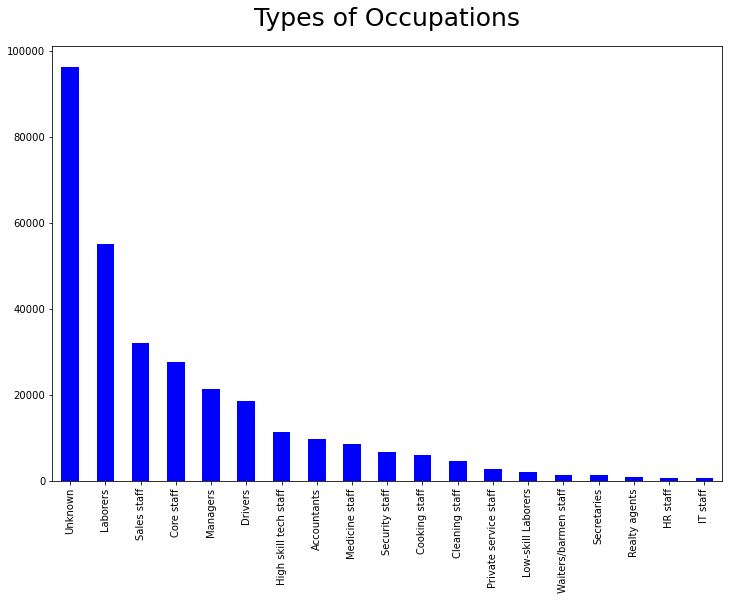 Types of Occupations
100000
80000
60000
40000
20000
0
Unknown
Laborers
Sales staff
Core staff
Managers
Drivers
High skill tech staff
Accountants
Medicine staff
Security staff
Cooking staff
Cleaning staff
Private service staff
Low-skill Laborers
Waiters/barmen staff
Secretaries
Realty agents
HR staff
IT staff